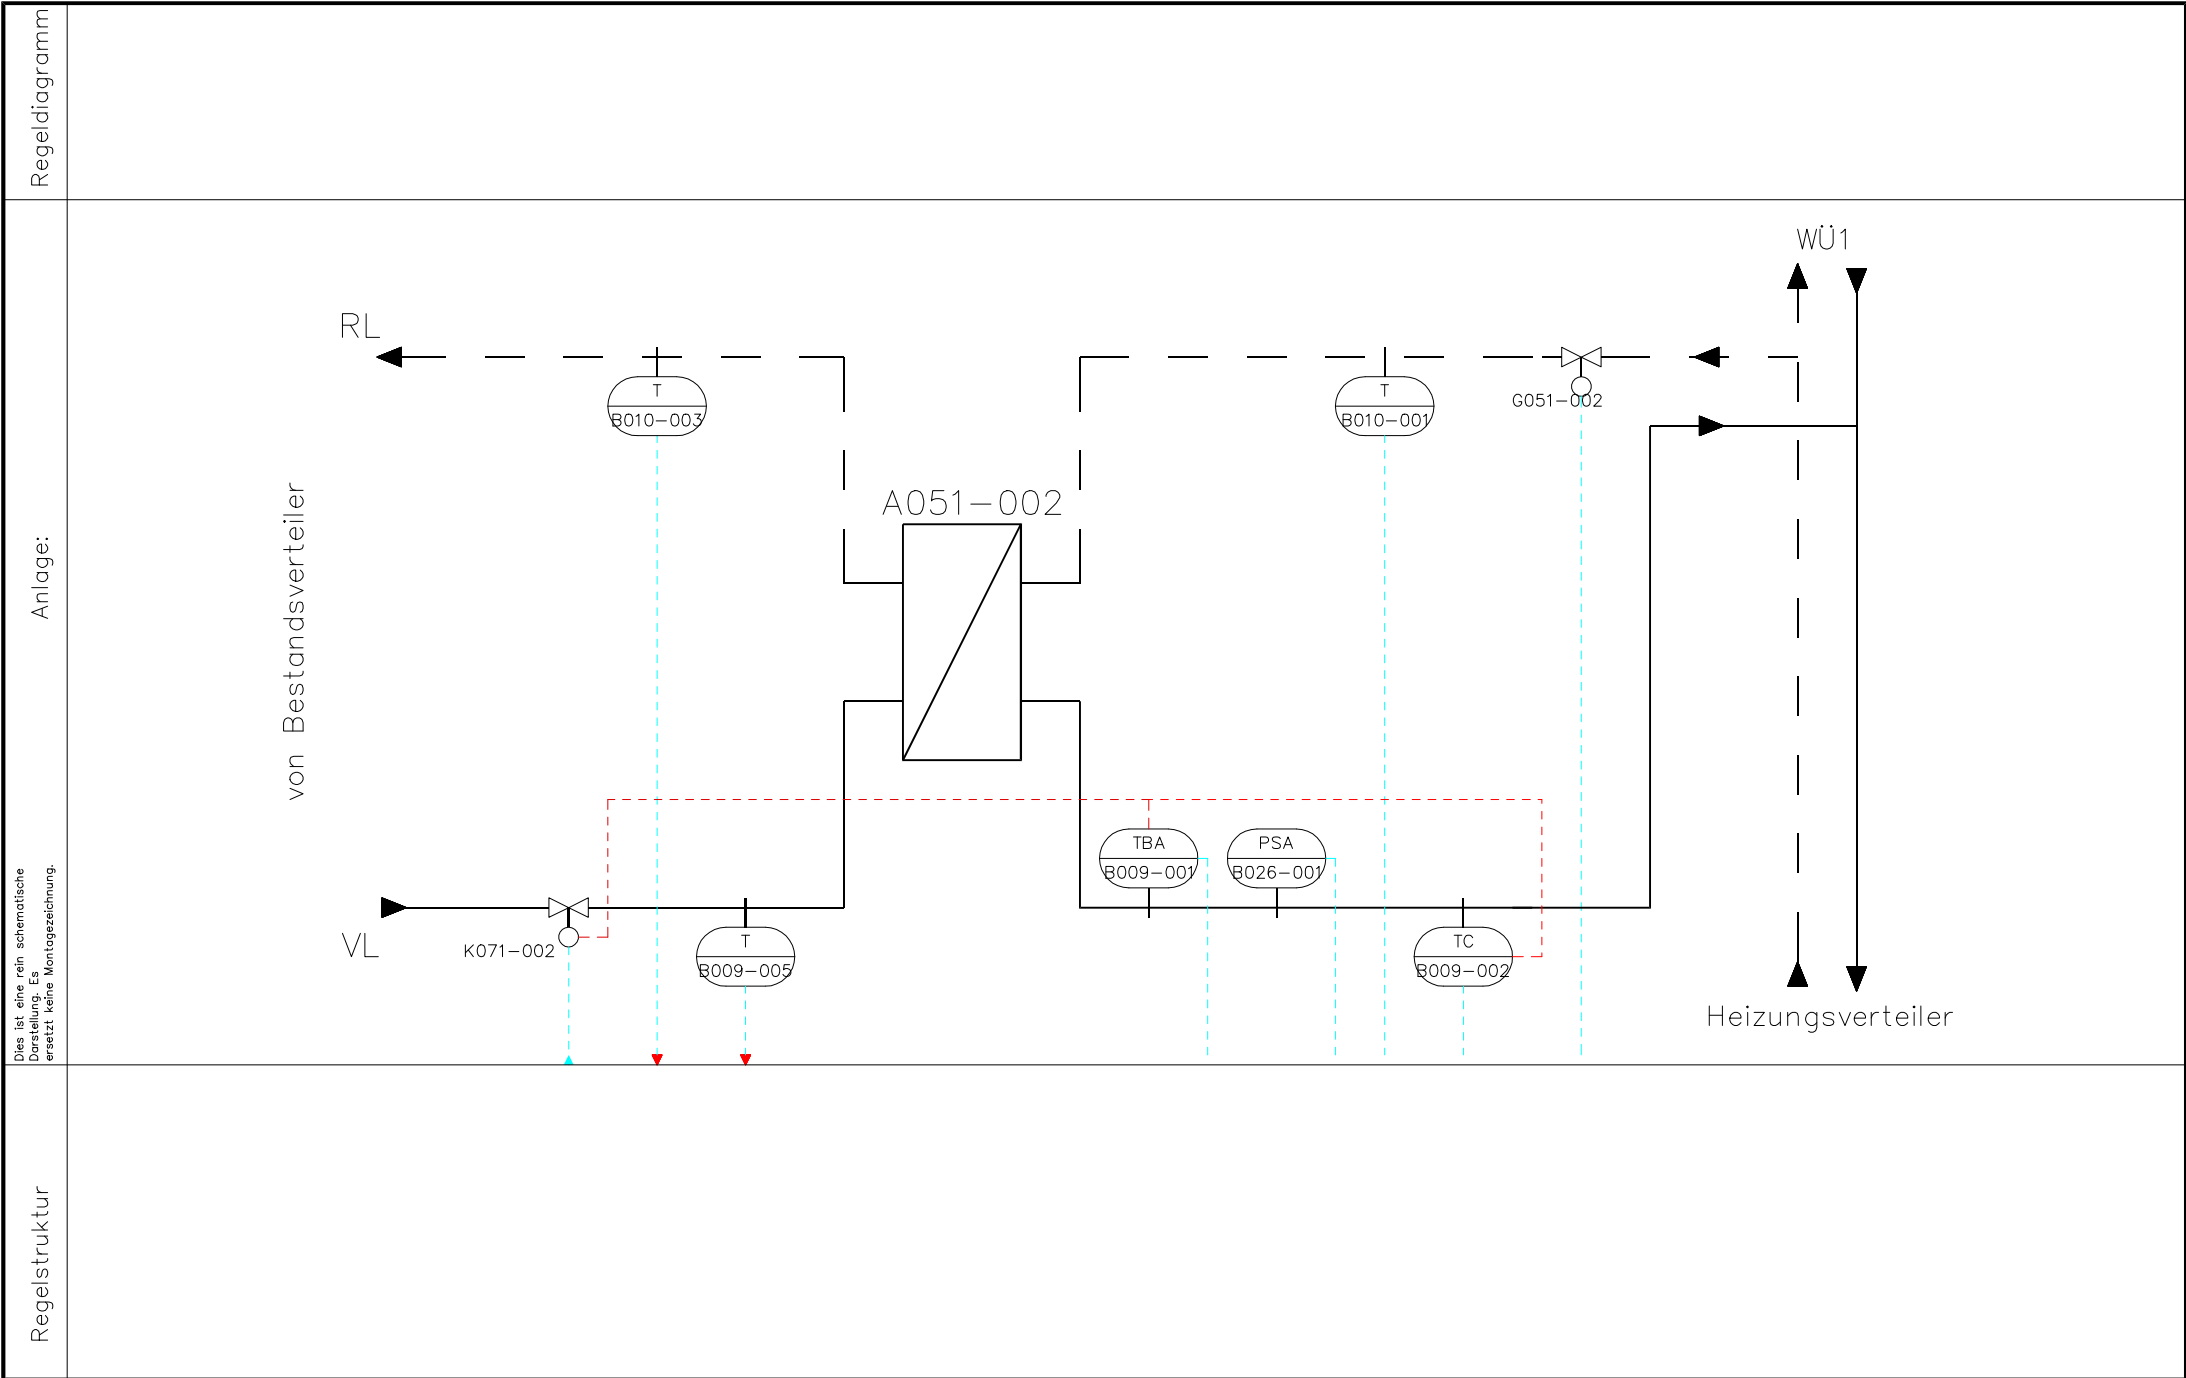 Regeldiagramm
Anlage:
Dies ist eine rein schematische
Darstellung. Es
ersetzt keine Montagezeichnung.
Regelstruktur
WÜ1
RL
T
B010-003
T
B010-001
G051-002
A051-002
von Bestandsverteiler
TBA
B009-001
PSA
B026-001
VL
K071-002
T
B009-005
TC
B009-002
Heizungsverteiler